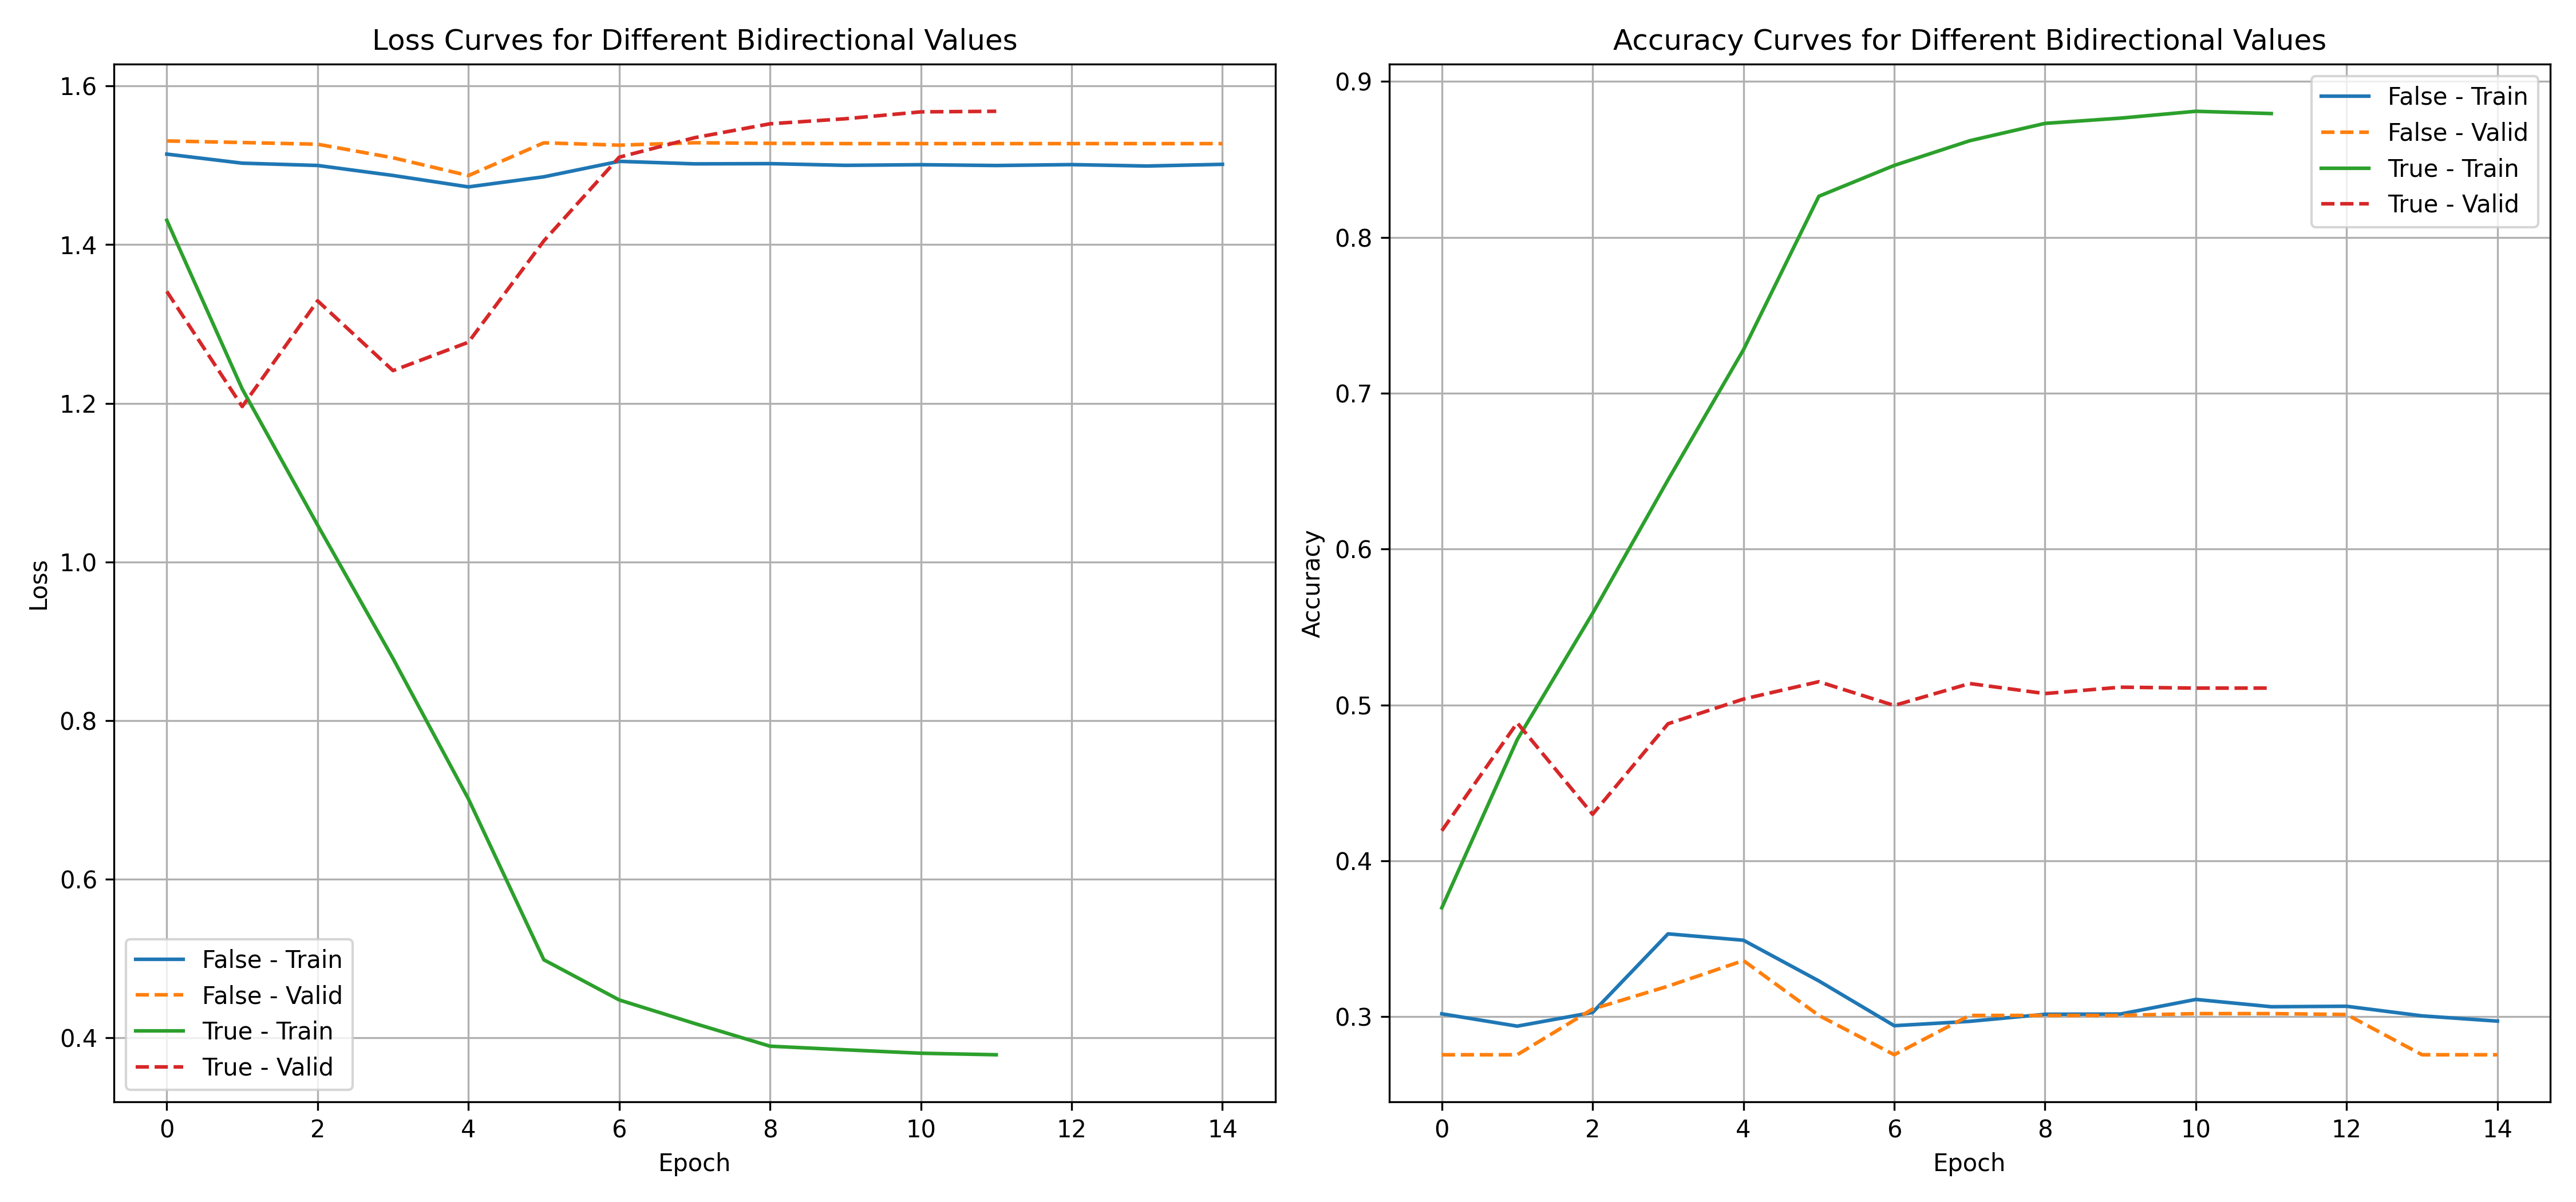 Loss Curves for Different Bidirectional Values
1.6
1.4
1.2
1.0
0.8
0.6
0.4
Loss
False - Train
False - Valid
True - Train
True - Valid
0 2 4 6 8 10 12 14
Epoch
Accuracy Curves for Different Bidirectional Values
0.9
0.8
0.7
0.6
0.5
0.4
0.3
Accuracy
False - Train
False - Valid
True - Train
True - Valid
0 2 4 6 8 10 12 14
Epoch